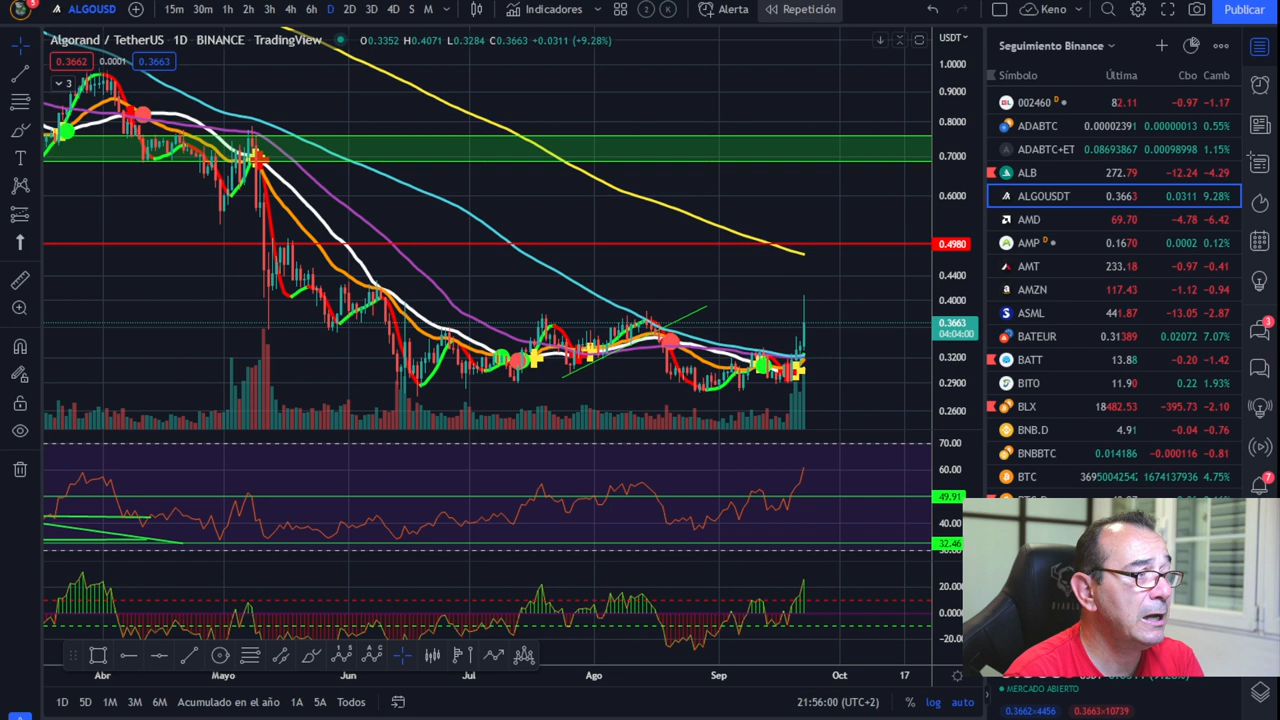 5 ALGOUSD 15m 30m 1h 2h 3h 4h 6h D 2D 3D 4D S M Indicadores 2 K Alerta Repetición Keno Publicar
Algorand / TetherUS 1D BINANCE TradingView O0.3352 H0.4071 L0.3284 C0.3663 +0.0311 (+9.28%)
0.3662 0.0001 0.3663
3
USDT
1.0000
0.9000
0.8000
0.7000
0.6000
0.4980
0.4400
0.4000
0.3663
04:04:00
0.3200
0.2900
0.2600
70.00
60.00
49.91
40.00
32.46
20.00
0.0000
-20.00
Abr Mayo Jun Jul Ago Sep Oct 17
1D 5D 1M 3M 6M Acumulado en el año 1A 5A Todos 21:56:00 (UTC+2) % log auto
Seguimiento Binance
Símbolo Última Cbo Camb
002460 D 82.11 -0.97 -1.17
ADABTC 0.00002391 0.00000013 0.55%
ADABTC+ET 0.08693867 0.00098998 1.15%
ALB 272.79 -12.24 -4.29
ALGOUSDT 0.3663 0.0311 9.28%
AMD 69.70 -4.78 -6.42
AMP D 0.1670 0.0002 0.12%
AMT 233.18 -0.97 -0.41
AMZN 117.43 -1.12 -0.94
ASML 441.87 -13.05 -2.87
BATEUR 0.31389 0.02072 7.07%
BATT 13.88 -0.20 -1.42
BITO 11.90 0.22 1.93%
BLX 18482.53 -395.73 -2.10
BNB.D 4.91 -0.04 -0.76
BNBBTC 0.014186 -0.000116 -0.81
BTC 36950042542 1674137936 4.75%
3
7
MERCADO ABIERTO
0.3662×4456 0.3663×10739